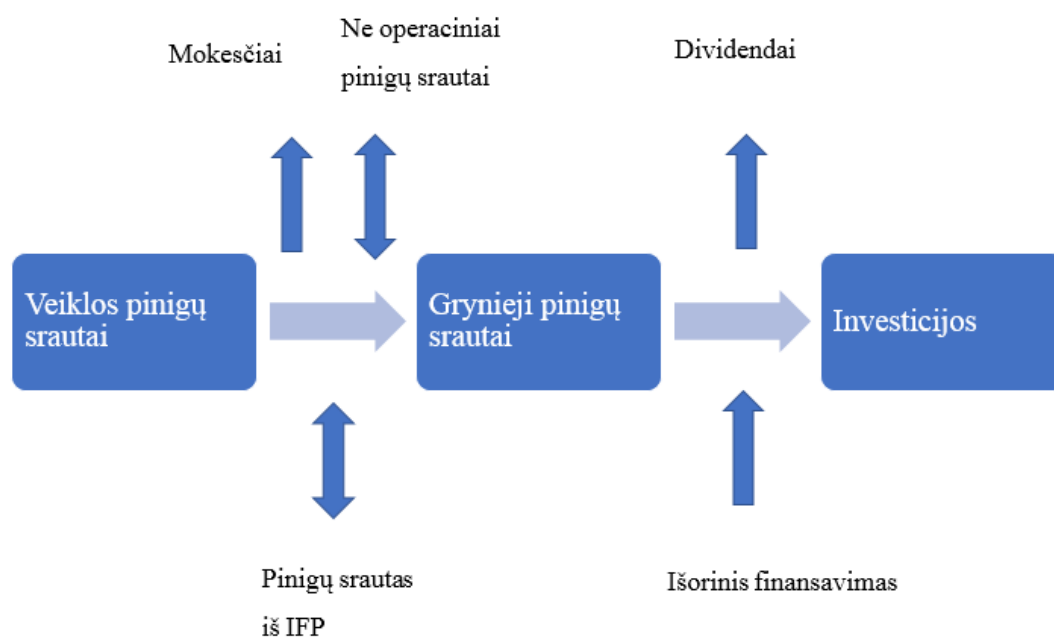 Mokesčiai
Ne operaciniai
pinigų srautai
Dividendai
Veiklos pinigų
srautai
Grynieji pinigų
srautai
Investicijos
Pinigų srautas
iš IFP
Išorinis finansavimas